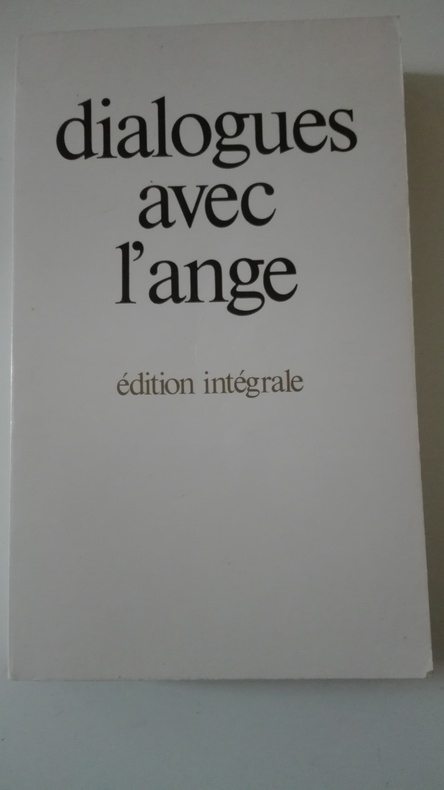 dialogues
avec
l'ange
édition intégrale